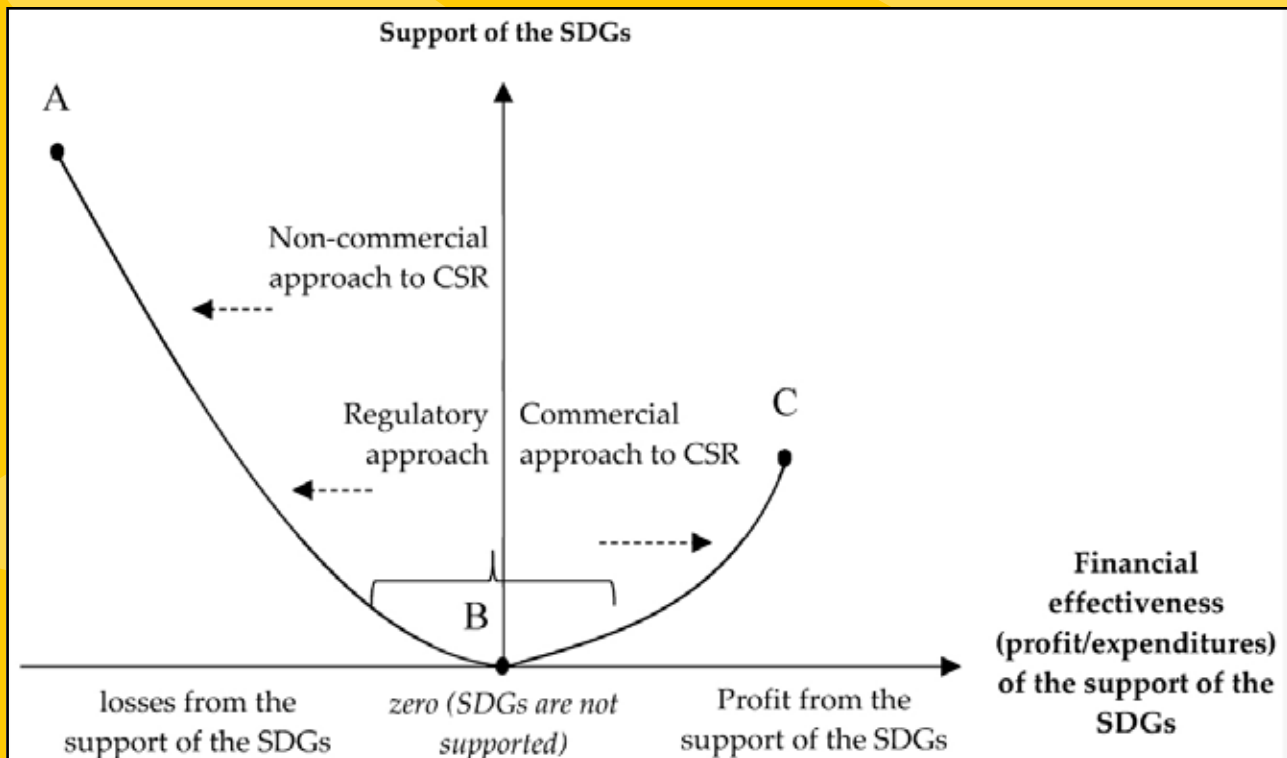 Support of the SDGs
A
Non-commercial
approach to CSR
Regulatory
approach
Commercial
approach to CSR
C
B
Financial
effectiveness
(profit/expenditures)
of the support of the
SDGs
losses from the
support of the SDGs
zero (SDGs are not
supported)
Profit from the
support of the SDGs